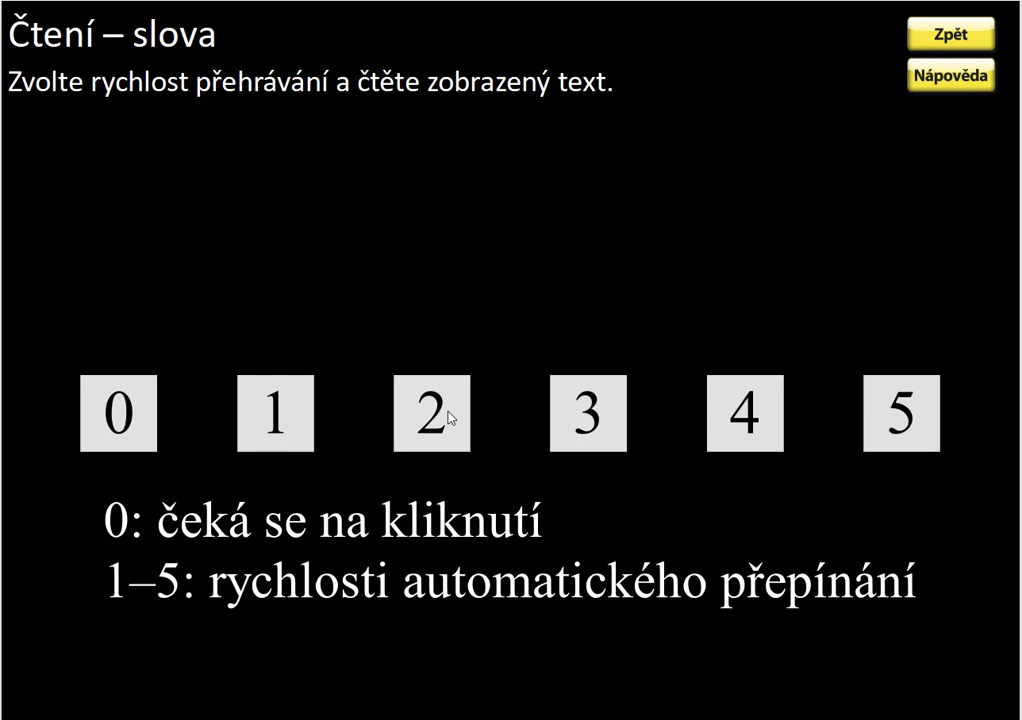 Čtení – slova
Zpět
Zvolte rychlost přehrávání a čtěte zobrazený text.
Nápověda
0 1 2 3 4 5
0: čeká se na kliknutí
1–5: rychlosti automatického přepínání